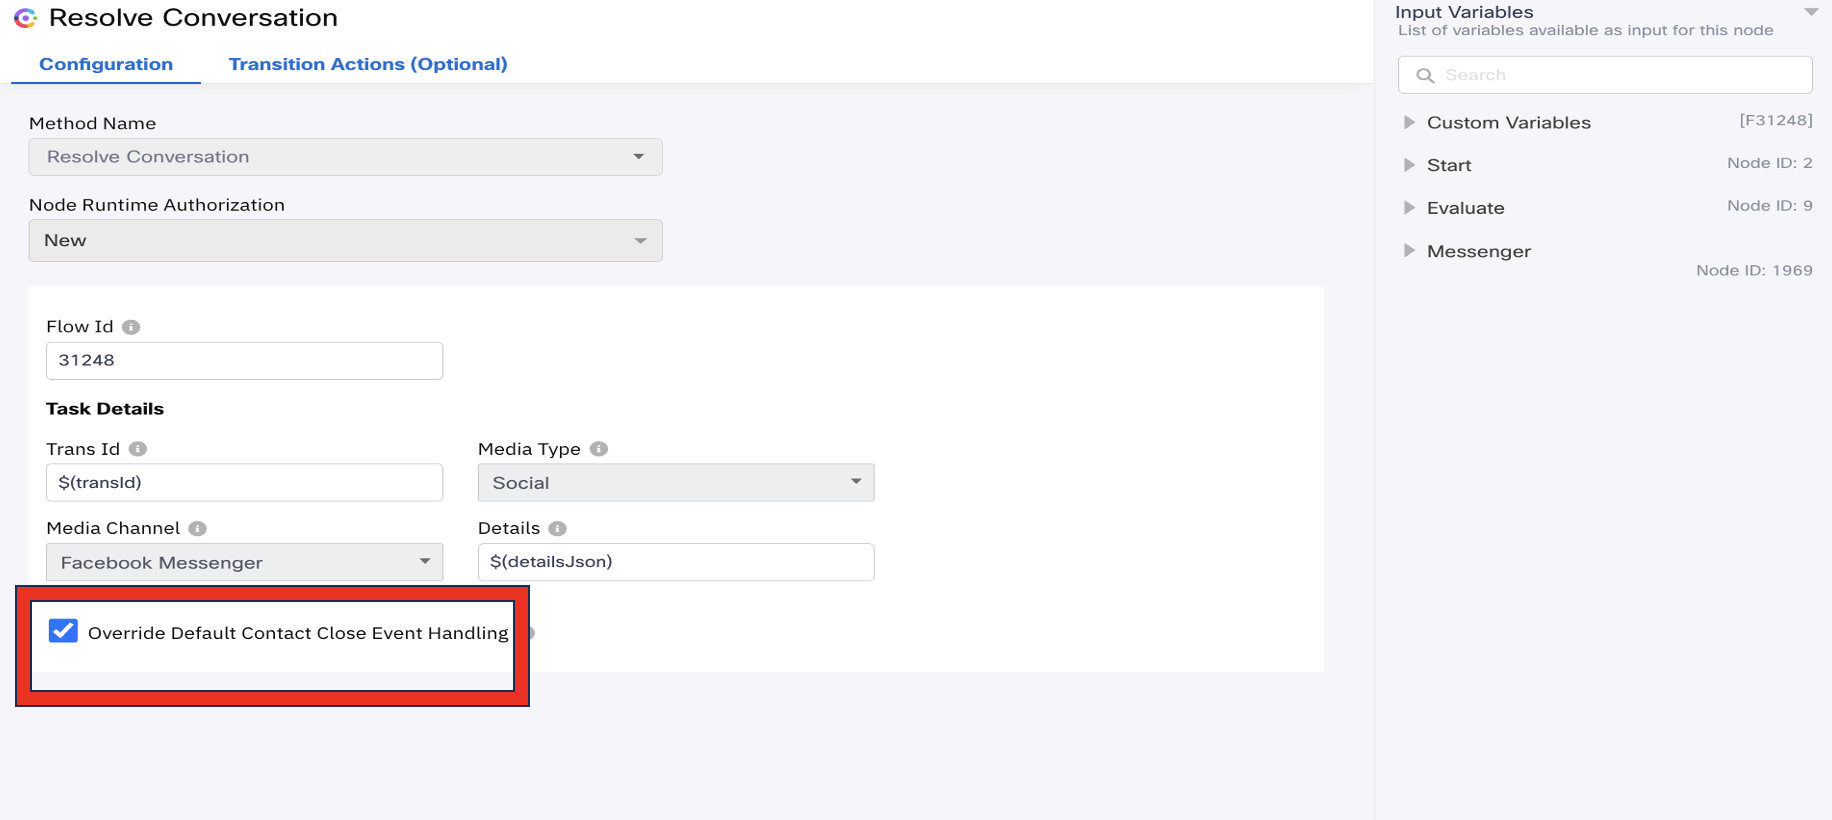 Resolve Conversation
Configuration
Transition Actions (Optional)
Method Name
Resolve Conversation
Node Runtime Authorization
New
Flow Id
31248
Task Details
Trans Id
Media Type
$(transId)
Social
Media Channel
Details
Facebook Messenger
$(detailsJson)
Override Default Contact Close Event Handling
Input Variables
List of variables available as input for this node
Search
Custom Variables [F31248]
Start Node ID: 2
Evaluate Node ID: 9
Messenger
Node ID: 1969